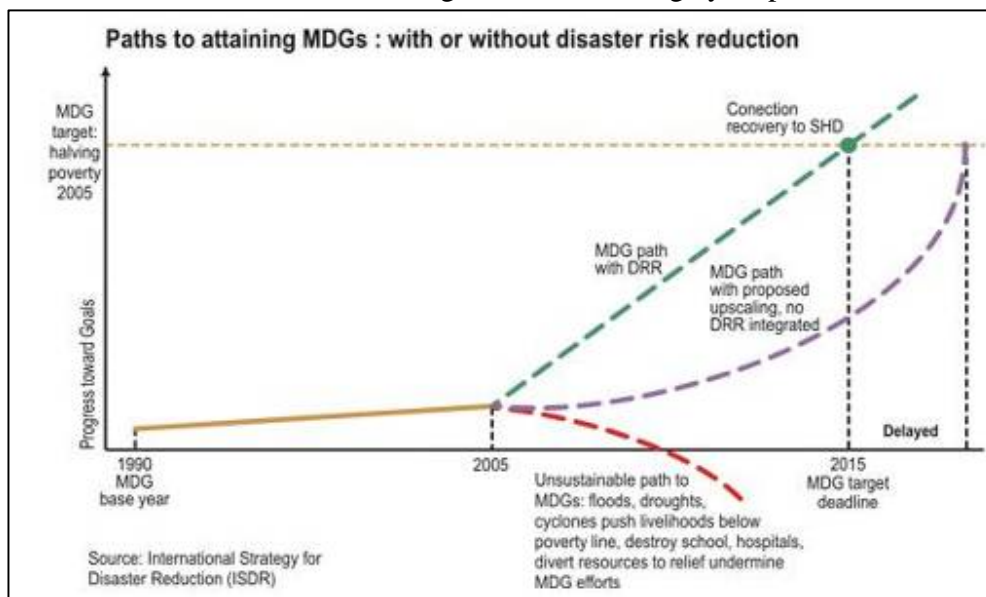 Paths to attaining MDGs : with or without disaster risk reduction
MDG
target:
halving
poverty
2005
Progress toward Goals
Conection
recovery to SHD
MDG path
with DRR
MDG path
with proposed
upscaling, no
DRR integrated
Delayed
1990
MDG
base year
2005
2015
MDG target
deadline
Unsustainable path to
MDGs: floods, droughts,
cyclones push livelihoods below
poverty line, destroy school, hospitals,
divert resources to relief undermine
MDG efforts
Source: International Strategy for
Disaster Reduction (ISDR)